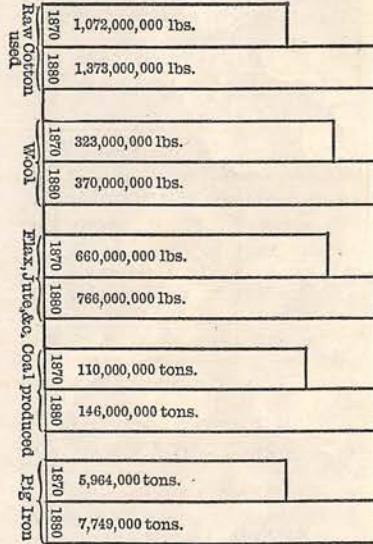 Raw Cotton
used
1870
1,072,000,000 lbs.
1880
1,373,000,000 lbs.
Wool
1870
323,000,000 lbs.
1880
370,000,000 lbs.
Flax, Jute, &c.
1870
660,000,000 lbs.
1880
766,000,000 lbs.
Coal produced
1870
110,000,000 tons.
1880
146,000,000 tons.
Pig Iron
1870
5,964,000 tons.
1880
7,749,000 tons.